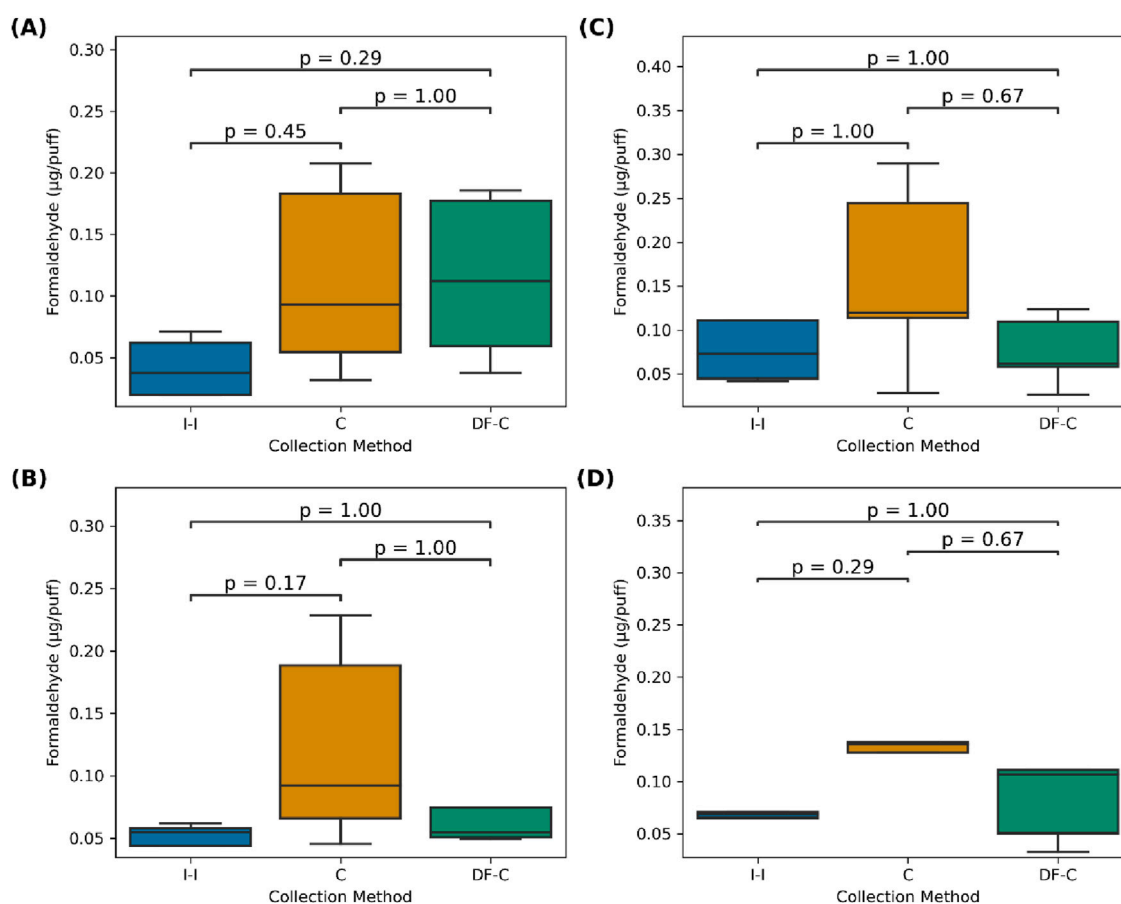 (A)
0.30
0.25
0.20
0.15
0.10
0.05
Formaldehyde (μg/puff)
p = 0.29
p = 1.00
p = 0.45
I-I
C
DF-C
Collection Method
(C)
0.40
0.35
0.30
0.25
0.20
0.15
0.10
0.05
Formaldehyde (μg/puff)
p = 1.00
p = 0.67
p = 1.00
I-I
C
DF-C
Collection Method
(B)
0.30
0.25
0.20
0.15
0.10
0.05
Formaldehyde (μg/puff)
p = 1.00
p = 1.00
p = 0.17
I-I
C
DF-C
Collection Method
(D)
0.35
0.30
0.25
0.20
0.15
0.10
0.05
Formaldehyde (μg/puff)
p = 1.00
p = 0.67
p = 0.29
I-I
C
DF-C
Collection Method